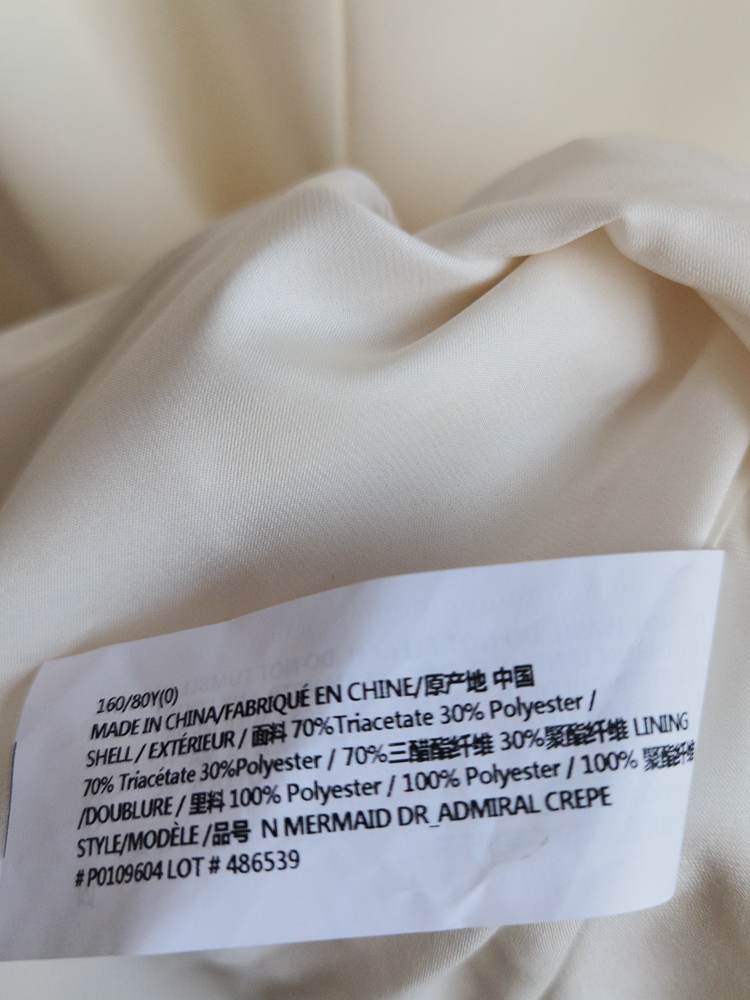 160/80Y(0)
MADE IN CHINA/FABRIQUÉ EN CHINE/原产地 中国
SHELL / EXTÉRIEUR / 面料 70%Triacetate 30% Polyester /
70% Triacétate 30%Polyester / 70%三醋酯纤维 30%聚酯纤维 LINING
/DOUBLURE / 里料 100% Polyester / 100% Polyester / 100% 聚酯纤维
STYLE/MODÈLE /品号 N MERMAID DR_ADMIRAL CREPE
# P0109604 LOT # 486539